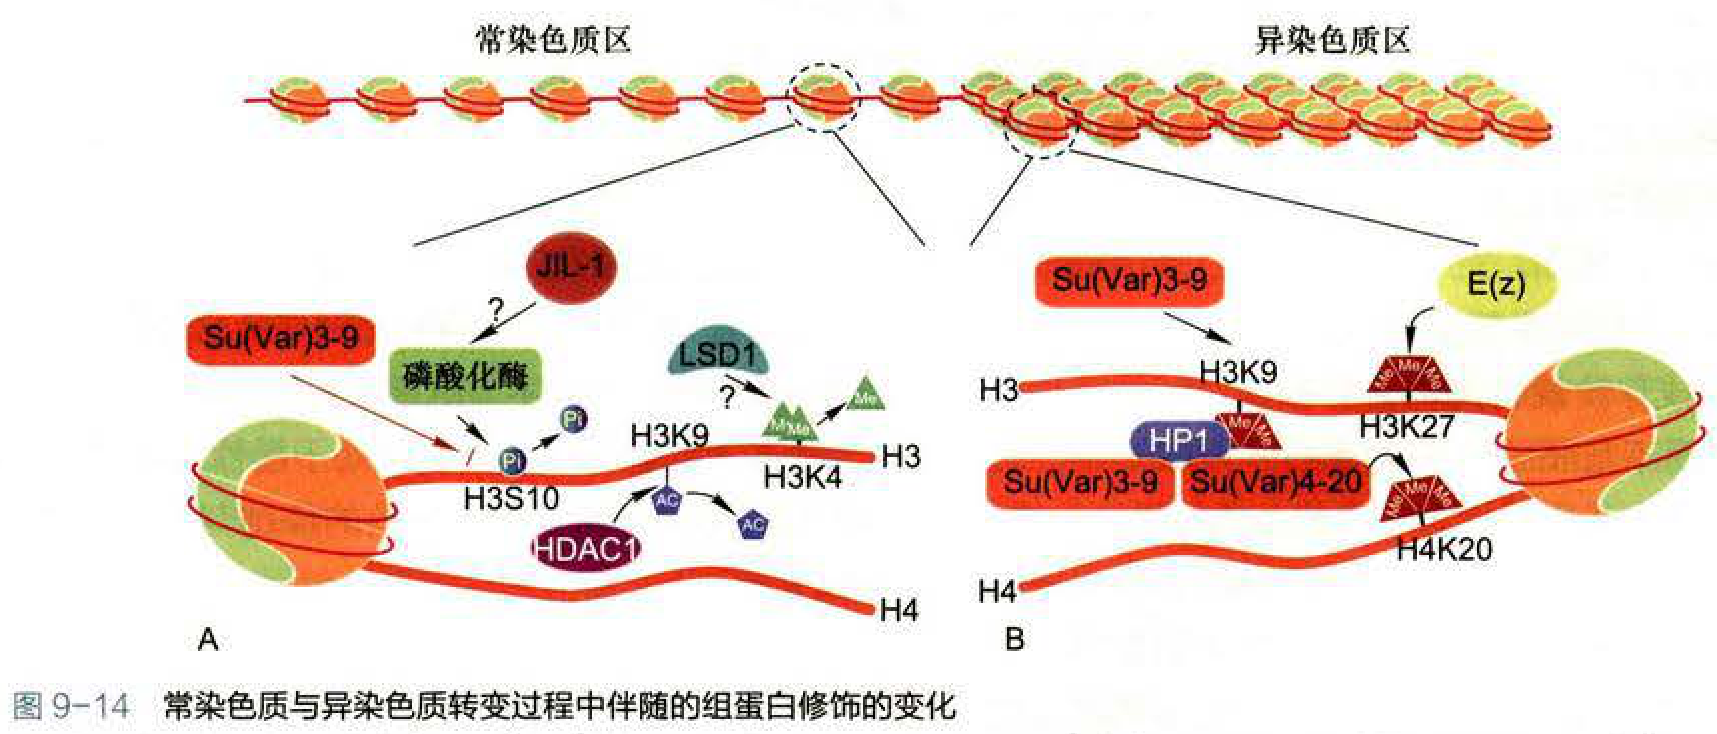 常染色质区
异染色质区
JIL-1
?
Su(Var)3-9
磷酸化酶
LSD1
?
Me
MeMe
Pi
Pi
H3K9
H3
H3S10
H3K4
AC
AC
HDAC1
H4
A
Su(Var)3-9
E(z)
H3K9
Me Me Me
H3
H3K27
HP1
Me Me
Su(Var)3-9
Su(Var)4-20
Me Me Me
H4K20
H4
B
图 9-14 常染色质与异染色质转变过程中伴随的组蛋白修饰的变化